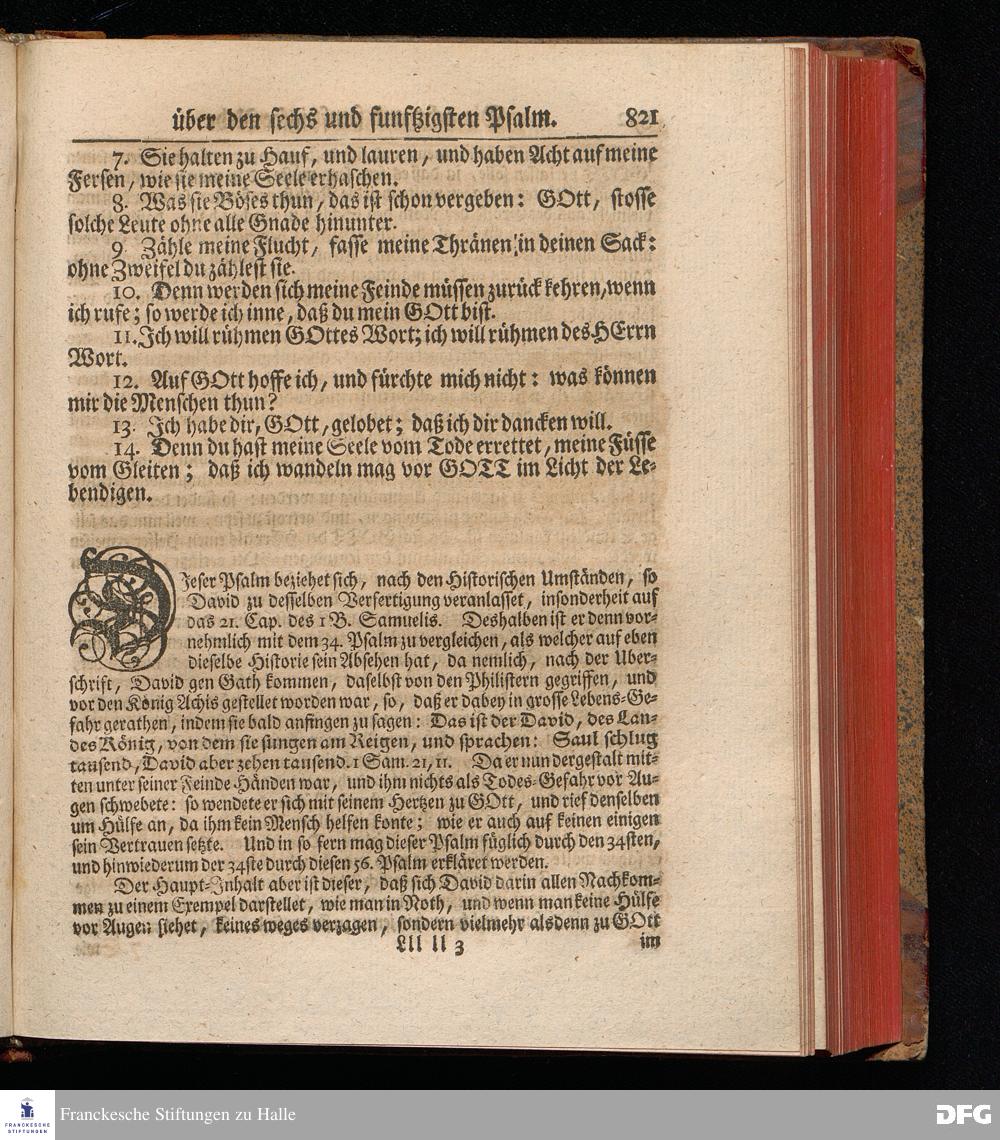 über den sechs und funftzigsten Psalm. 821
7. Sie halten zu Hauf, und lauren, und haben Acht auf meine
Fersen, wie sie meine Seele erhaschen.
8. Was sie Böses thun, das ist schon vergeben: GOtt, stosse
solche Leute ohne alle Gnade hinunter.
9. Zähle meine Flucht, fasse meine Thränen in deinen Sack:
ohne Zweifel du zählest sie.
10. Denn werden sich meine Feinde müssen zurück kehren, wenn
ich rufe; so werde ich inne, daß du mein GOtt bist.
11. Ich will rühmen GOttes Wort; ich will rühmen des HErrn
Wort.
12. Auf GOtt hoffe ich, und fürchte mich nicht: was können
mir die Menschen thun?
13. Ich habe dir, GOtt, gelobet; daß ich dir dancken will.
14. Denn du hast meine Seele vom Tode errettet, meine Füsse
vom Gleiten; daß ich wandeln mag vor GOTT im Licht der Le-
bendigen.
DIeser Psalm beziehet sich, nach den Historischen Umständen, so
David zu desselben Verfertigung veranlasset, insonderheit auf
das 21. Cap. des 1 B. Samuelis. Deshalben ist er denn vor-
nehmlich mit dem 34. Psalm zu vergleichen, als welcher auf eben
dieselbe Historie sein Absehen hat, da nemlich, nach der Uber-
schrift, David gen Gath kommen, daselbst von den Philistern gegriffen, und
vor den König Achis gestellet worden war, so, daß er dabey in grosse Lebens-Ge-
fahr gerathen, indem sie bald anfingen zu sagen: Das ist der David, des Lan-
des König, von dem sie sungen am Reigen, und sprachen: Saul schlug
tausend, David aber zehen tausend. 1 Sam. 21, 11. Da er nun dergestalt mit-
ten unter seiner Feinde Händen war, und ihm nichts als Todes-Gefahr vor Au-
gen schwebete: so wendete er sich mit seinem Hertzen zu GOtt, und rief denselben
um Hülfe an, da ihm kein Mensch helfen konte; wie er auch auf keinen einigen
sein Vertrauen setzte. Und in so fern mag dieser Psalm füglich durch den 34sten,
und hinwiederum der 34ste durch diesen 56. Psalm erkläret werden.
Der Haupt-Inhalt aber ist dieser, daß sich David darin allen Nachkom-
men zu einem Exempel darstellet, wie man in Noth, und wenn man keine Hülfe
vor Augen siehet, keines weges verzagen, sondern vielmehr alsdenn zu GOtt
Lll ll 3 im
FRANCKESCHE
STIFTUNGEN
Franckesche Stiftungen zu Halle
DFG